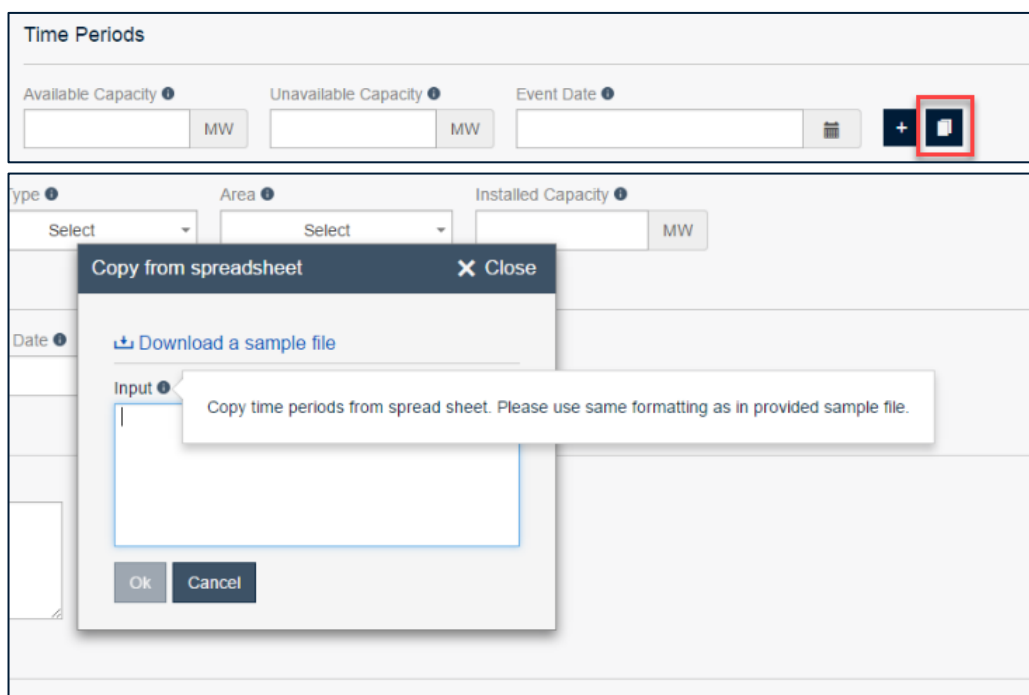 Time Periods
Available Capacity Unavailable Capacity Event Date
MW MW +
Type Area Installed Capacity
Select Select MW
Copy from spreadsheet Close
Date Download a sample file
Input
Copy time periods from spread sheet. Please use same formatting as in provided sample file.
Ok Cancel